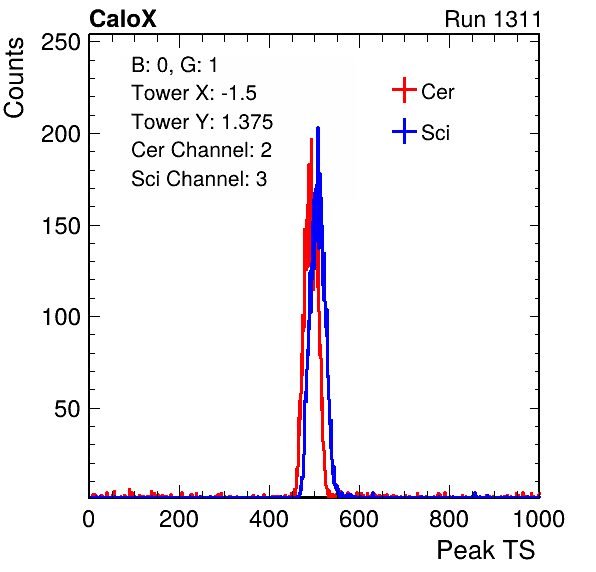 CaloX Run 1311
Counts
250
200
150
100
50
B: 0, G: 1
Tower X: -1.5
Tower Y: 1.375
Cer Channel: 2
Sci Channel: 3
Cer
Sci
0 200 400 600 800 1000
Peak TS